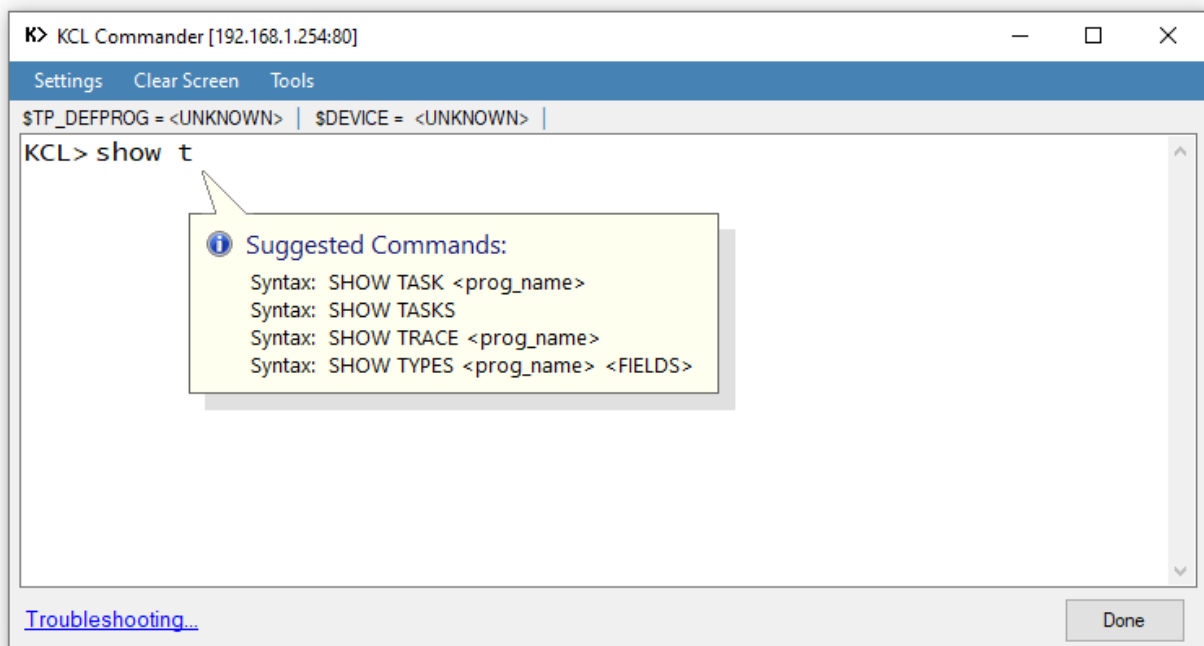 K> KCL Commander [192.168.1.254:80]
Settings Clear Screen Tools
$TP_DEFPROG = <UNKNOWN> | $DEVICE = <UNKNOWN> |
KCL> show t
Suggested Commands:
Syntax: SHOW TASK <prog_name>
Syntax: SHOW TASKS
Syntax: SHOW TRACE <prog_name>
Syntax: SHOW TYPES <prog_name> <FIELDS>
Troubleshooting...
Done